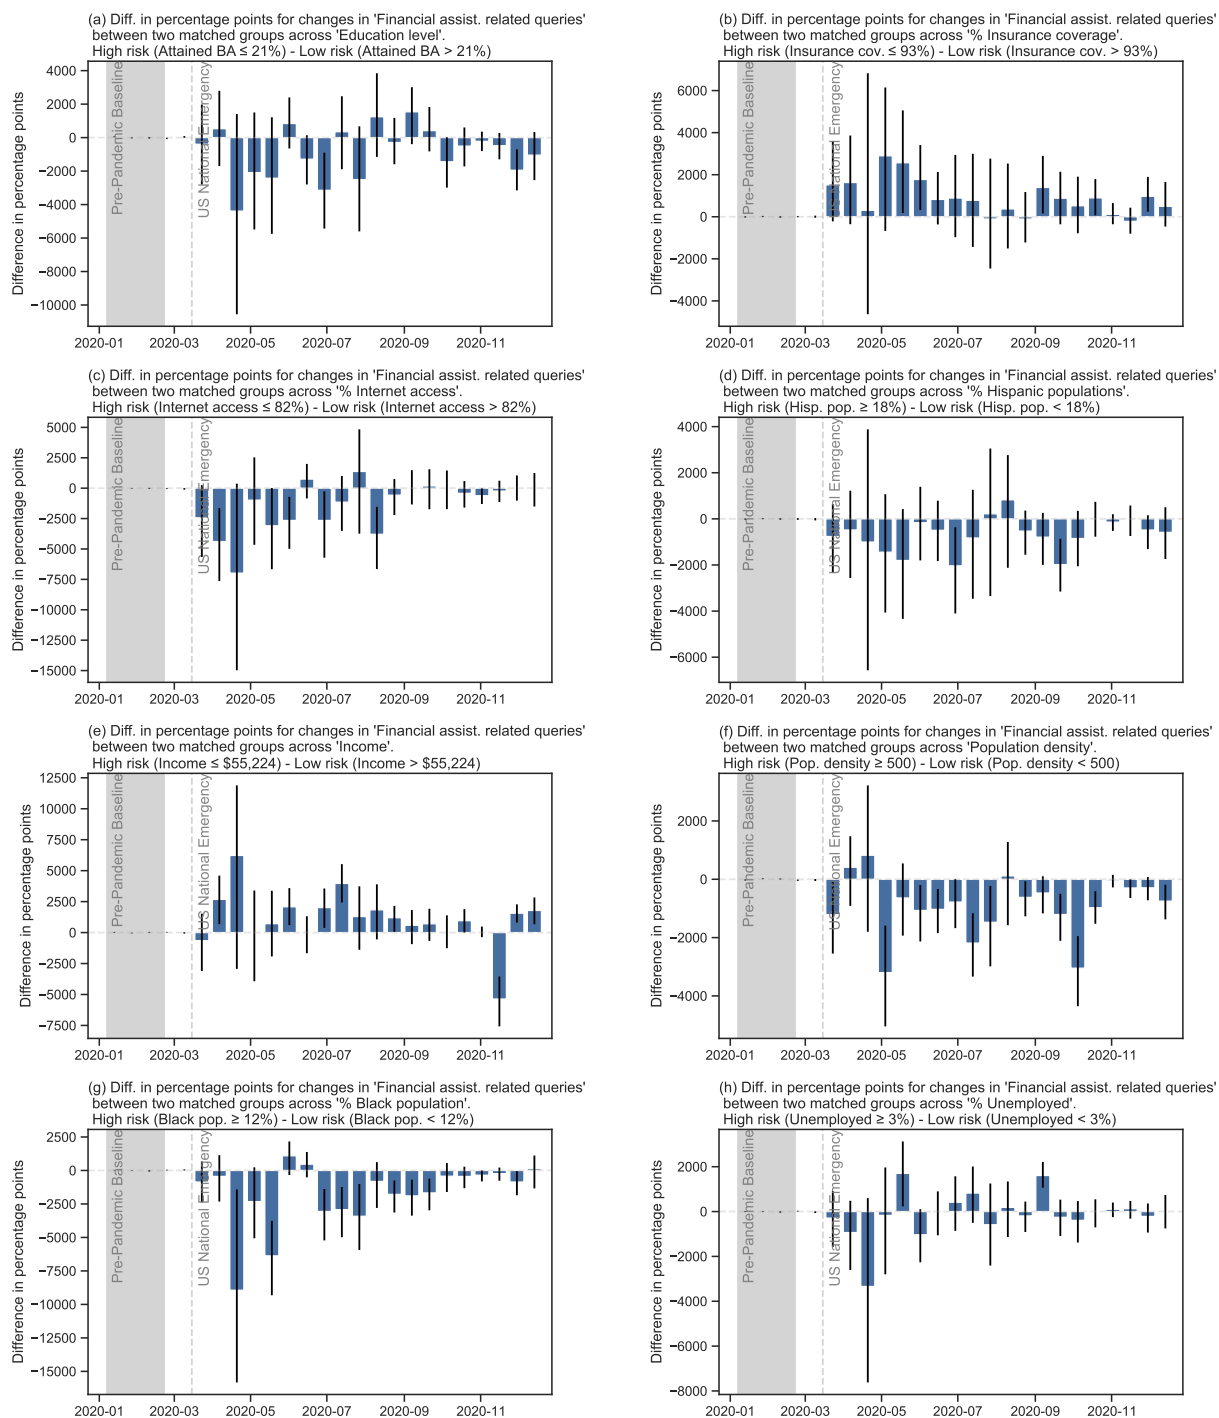 (a) Diff. in percentage points for changes in 'Financial assist. related queries'
between two matched groups across 'Education level'.
High risk (Attained BA ≤ 21%) - Low risk (Attained BA > 21%)
4000
2000
0
−2000
−4000
−6000
−8000
−10000
Difference in percentage points
Pre-Pandemic Baseline
US National Emergency
2020-01 2020-03 2020-05 2020-07 2020-09 2020-11
(b) Diff. in percentage points for changes in 'Financial assist. related queries'
between two matched groups across '% Insurance coverage'.
High risk (Insurance cov. ≤ 93%) - Low risk (Insurance cov. > 93%)
6000
4000
2000
0
−2000
−4000
Difference in percentage points
Pre-Pandemic Baseline
US National Emergency
2020-01 2020-03 2020-05 2020-07 2020-09 2020-11
(c) Diff. in percentage points for changes in 'Financial assist. related queries'
between two matched groups across '% Internet access'.
High risk (Internet access ≤ 82%) - Low risk (Internet access > 82%)
5000
2500
0
−2500
−5000
−7500
−10000
−12500
−15000
Difference in percentage points
Pre-Pandemic Baseline
US National Emergency
2020-01 2020-03 2020-05 2020-07 2020-09 2020-11
(d) Diff. in percentage points for changes in 'Financial assist. related queries'
between two matched groups across '% Hispanic populations'.
High risk (Hisp. pop. ≥ 18%) - Low risk (Hisp. pop. < 18%)
4000
2000
0
−2000
−4000
−6000
Difference in percentage points
Pre-Pandemic Baseline
US National Emergency
2020-01 2020-03 2020-05 2020-07 2020-09 2020-11
(e) Diff. in percentage points for changes in 'Financial assist. related queries'
between two matched groups across 'Income'.
High risk (Income ≤ $55,224) - Low risk (Income > $55,224)
12500
10000
7500
5000
2500
0
−2500
−5000
−7500
Difference in percentage points
Pre-Pandemic Baseline
US National Emergency
2020-01 2020-03 2020-05 2020-07 2020-09 2020-11
(f) Diff. in percentage points for changes in 'Financial assist. related queries'
between two matched groups across 'Population density'.
High risk (Pop. density ≥ 500) - Low risk (Pop. density < 500)
2000
0
−2000
−4000
Difference in percentage points
Pre-Pandemic Baseline
US National Emergency
2020-01 2020-03 2020-05 2020-07 2020-09 2020-11
(g) Diff. in percentage points for changes in 'Financial assist. related queries'
between two matched groups across '% Black population'.
High risk (Black pop. ≥ 12%) - Low risk (Black pop. < 12%)
2500
0
−2500
−5000
−7500
−10000
−12500
−15000
Difference in percentage points
Pre-Pandemic Baseline
US National Emergency
2020-01 2020-03 2020-05 2020-07 2020-09 2020-11
(h) Diff. in percentage points for changes in 'Financial assist. related queries'
between two matched groups across '% Unemployed'.
High risk (Unemployed ≥ 3%) - Low risk (Unemployed < 3%)
2000
0
−2000
−4000
−6000
−8000
Difference in percentage points
Pre-Pandemic Baseline
US National Emergency
2020-01 2020-03 2020-05 2020-07 2020-09 2020-11